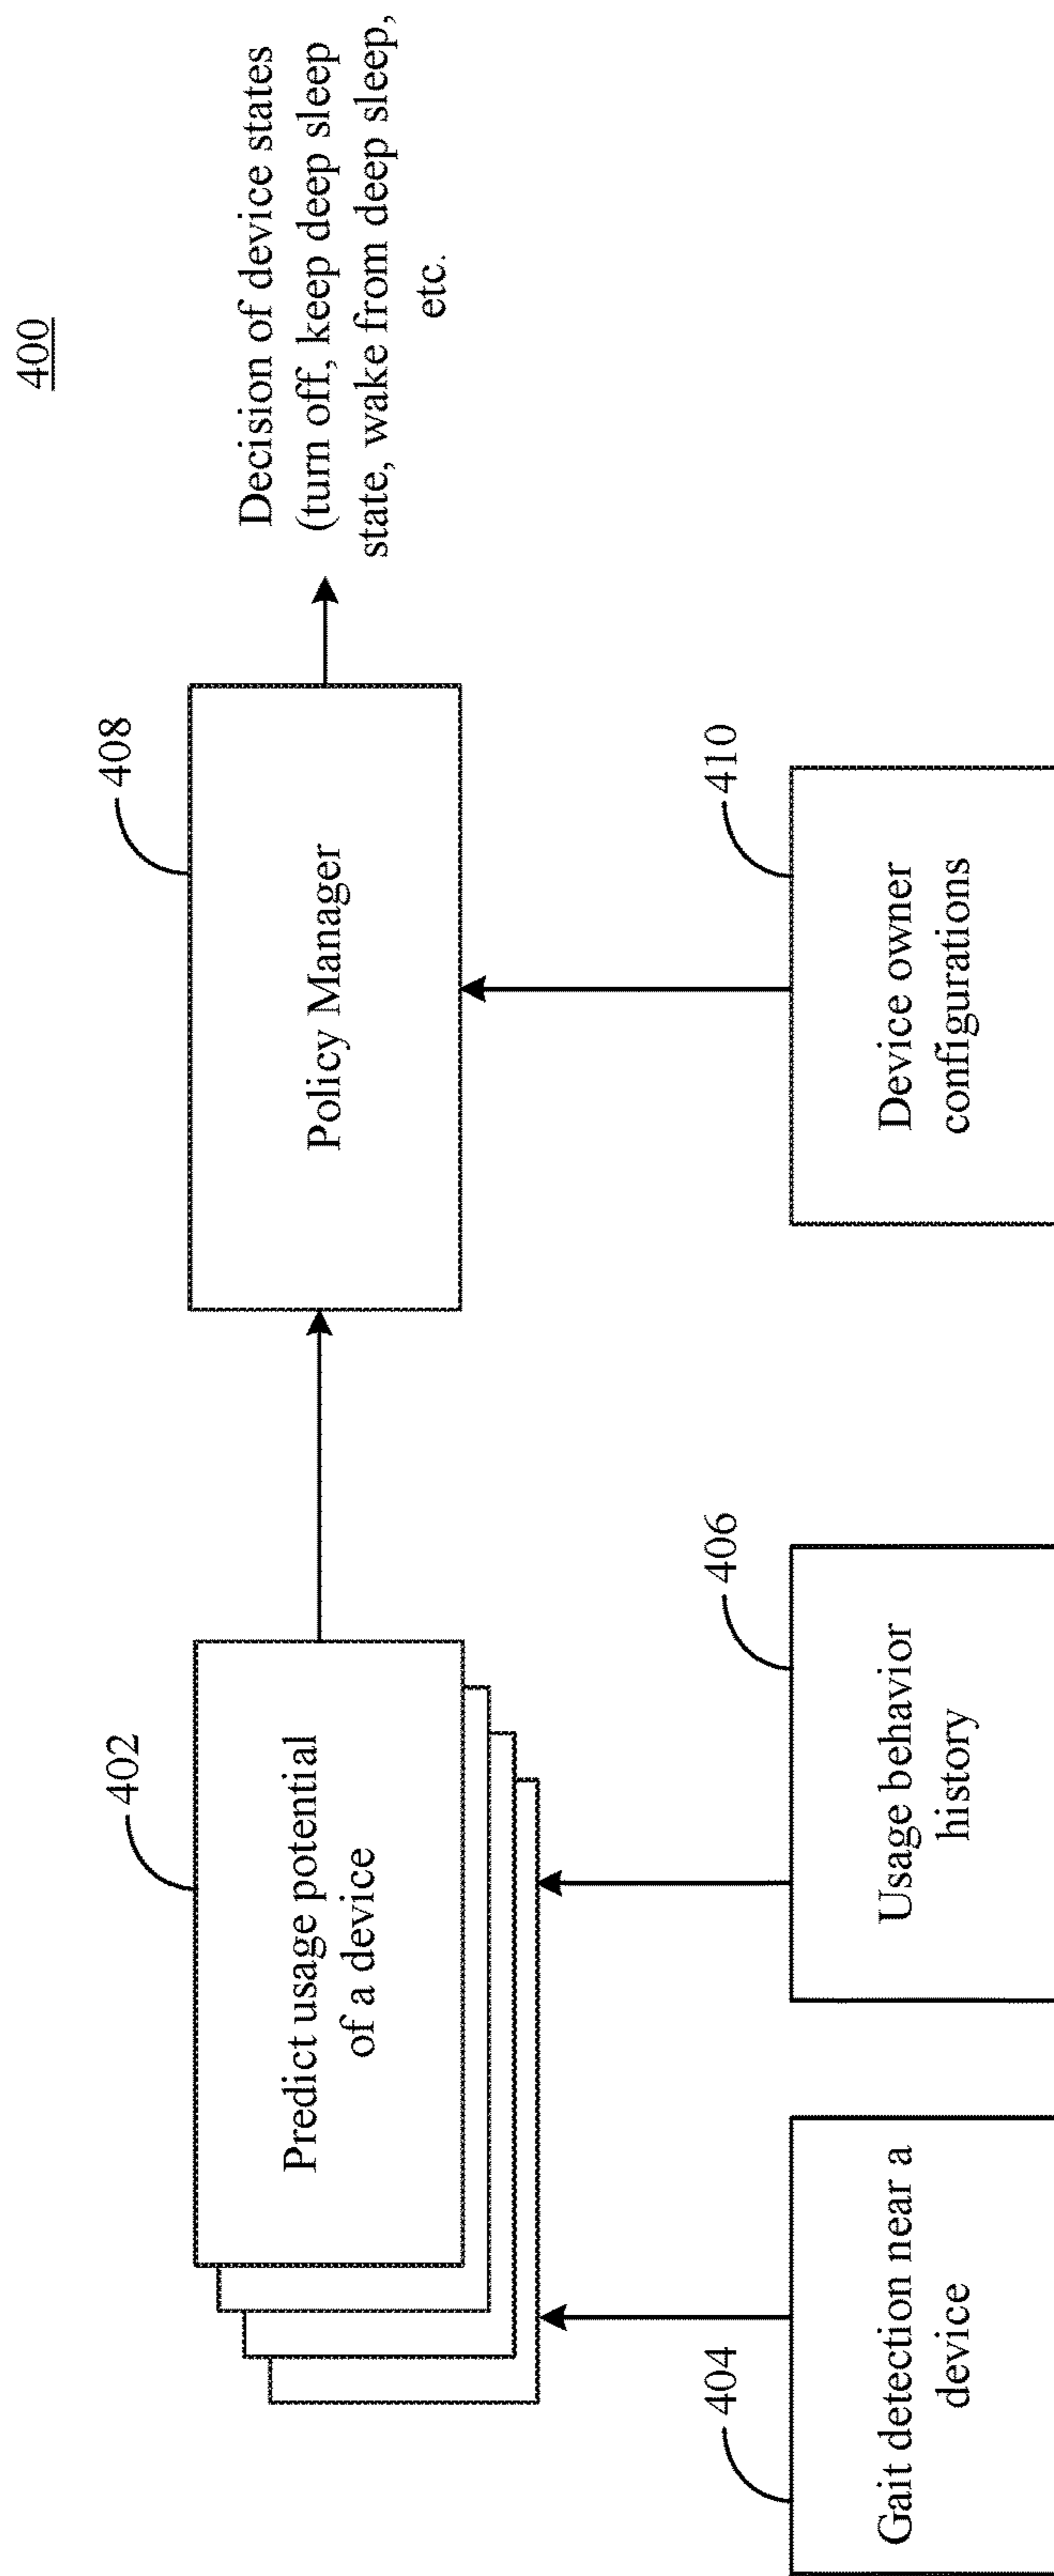 400
402
Predict usage potential
of a device
408
Policy Manager
Decision of device states
(turn off, keep deep sleep
state, wake from deep sleep,
etc.
404
Gait detection near a
device
406
Usage behavior
history
410
Device owner
configurations